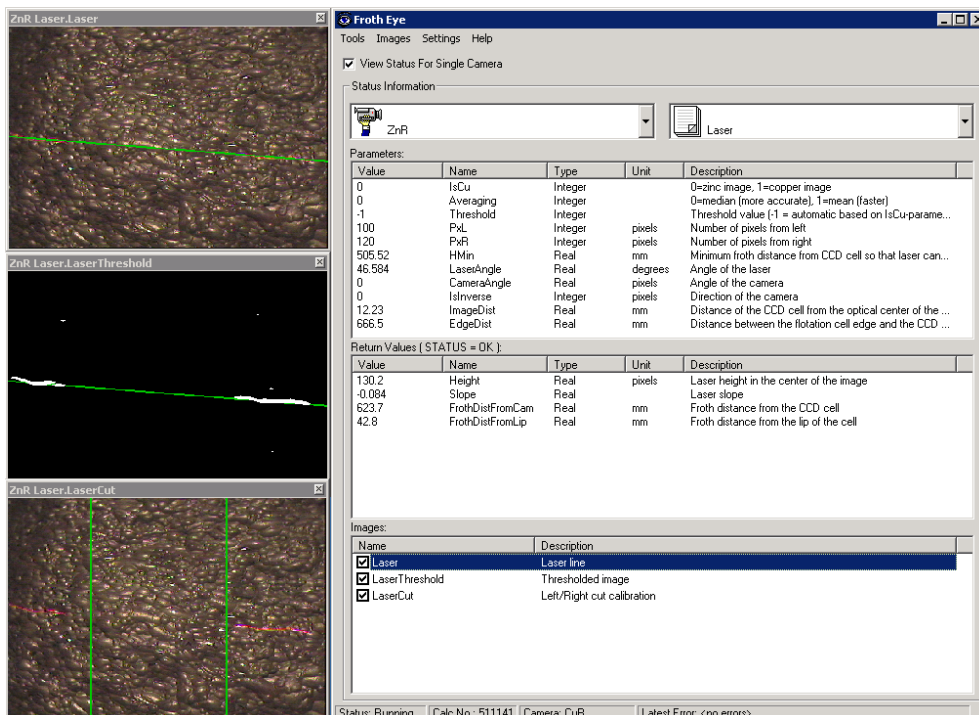 ZnR Laser.Laser
ZnR Laser.LaserThreshold
ZnR Laser.LaserCut
Froth Eye
Tools Images Settings Help
View Status For Single Camera
Status Information
ZnR Laser
Parameters:
Value Name Type Unit Description
0 IsCu Integer 0=zinc image, 1=copper image
0 Averaging Integer 0=median (more accurate), 1=mean (faster)
-1 Threshold Integer Threshold value (-1 = automatic based on IsCu-parame...
100 PxL Integer pixels Number of pixels from left
120 PxR Integer pixels Number of pixels from right
505.52 HMin Real mm Minimum froth distance from CCD cell so that laser can...
46.584 LaserAngle Real degrees Angle of the laser
0 CameraAngle Real pixels Angle of the camera
0 IsInverse Integer pixels Direction of the camera
12.23 ImageDist Real mm Distance of the CCD cell from the optical center of the ...
666.5 EdgeDist Real mm Distance between the flotation cell edge and the CCD ...
Return Values ( STATUS = OK ):
Value Name Type Unit Description
130.2 Height Real pixels Laser height in the center of the image
-0.084 Slope Real Laser slope
623.7 FrothDistFromCam Real mm Froth distance from the CCD cell
42.8 FrothDistFromLip Real mm Froth distance from the lip of the cell
Images:
Name Description
Laser Laser line
LaserThreshold Thresholded image
LaserCut Left/Right cut calibration
Status: Running Calc No.: 511141 Camera: CuR Latest Error: <no errors>